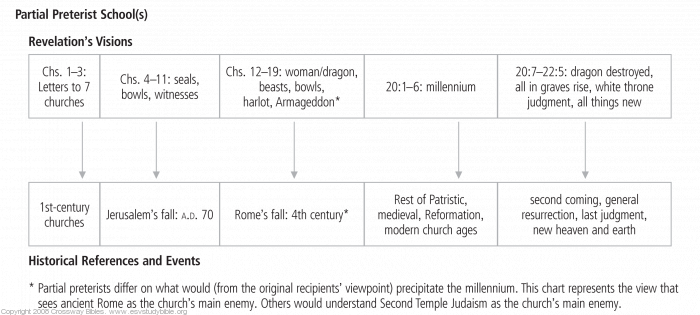 Partial Preterist School(s)
Revelation's Visions
Chs. 1–3:
Letters to 7
churches
Chs. 4–11: seals,
bowls, witnesses
Chs. 12–19: woman/dragon,
beasts, bowls,
harlot, Armageddon*
20:1–6: millennium
20:7–22:5: dragon destroyed,
all in graves rise, white throne
judgment, all things new
1st-century
churches
Jerusalem's fall: A.D. 70
Rome's fall: 4th century*
Rest of Patristic,
medieval, Reformation,
modern church ages
second coming, general
resurrection, last judgment,
new heaven and earth
Historical References and Events
* Partial preterists differ on what would (from the original recipients' viewpoint) precipitate the millennium. This chart represents the view that
sees ancient Rome as the church's main enemy. Others would understand Second Temple Judaism as the church's main enemy.
Copyright 2008 Crossway Bibles. www.esvstudybible.org